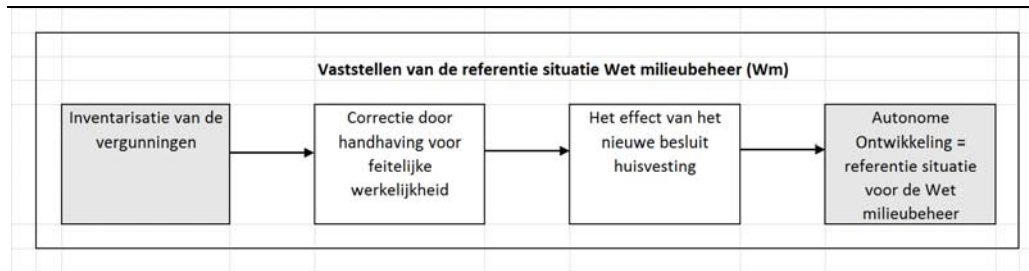 Vaststellen van de referentie situatie Wet milieubeheer (Wm)
Inventarisatie van de
vergunningen
Correctie door
handhaving voor
feitelijke
werkelijkheid
Het effect van het
nieuwe besluit
huisvesting
Autonome
Ontwikkeling =
referentie situatie
voor de Wet
milieubeheer